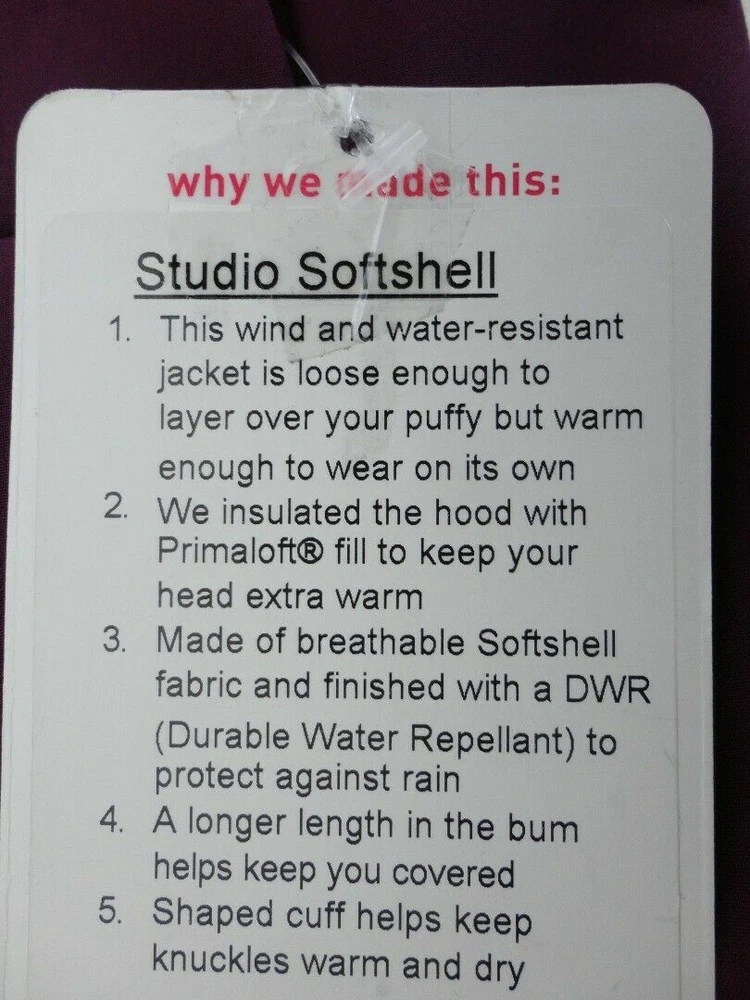 why we made this:
Studio Softshell
1. This wind and water-resistant
jacket is loose enough to
layer over your puffy but warm
enough to wear on its own
2. We insulated the hood with
Primaloft® fill to keep your
head extra warm
3. Made of breathable Softshell
fabric and finished with a DWR
(Durable Water Repellant) to
protect against rain
4. A longer length in the bum
helps keep you covered
5. Shaped cuff helps keep
knuckles warm and dry